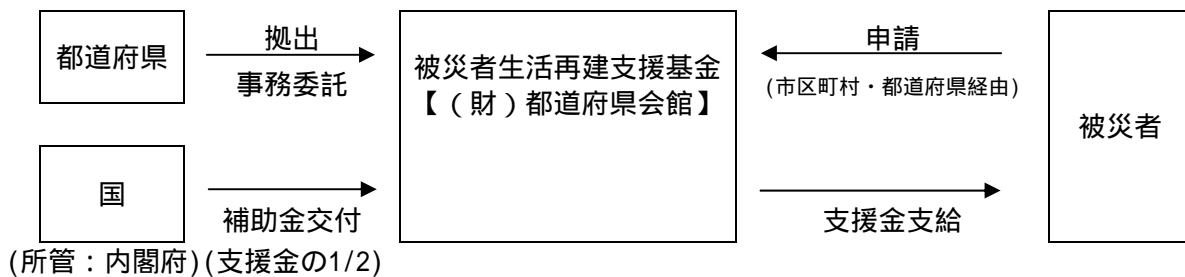 都道府県
拠出
事務委託
被災者生活再建支援基金
【（財）都道府県会館】
申請
(市区町村・都道府県経由)
被災者
国
補助金交付
支援金支給
(所管：内閣府)(支援金の1/2)